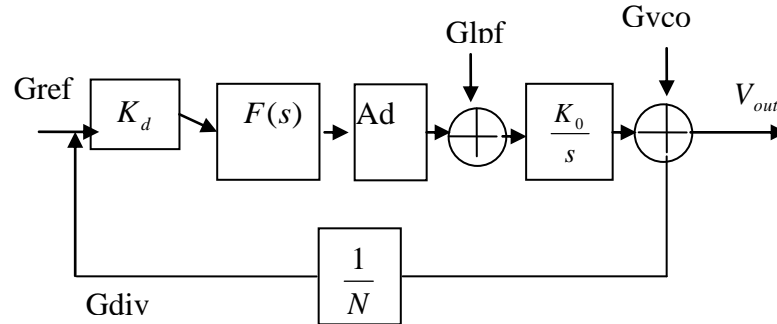 Glpf
Gvco
Gref
K_d
F(s)
Ad
K_0
s
V_out
1
N
Gdiv